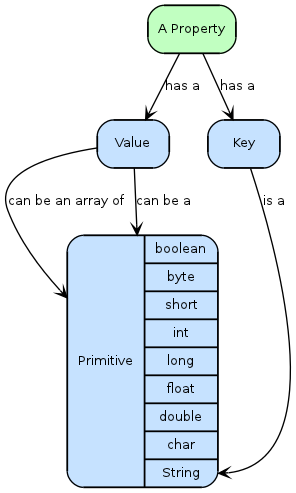 A Property
has a
has a
Value
Key
can be an array of
can be a
is a
Primitive
boolean
byte
short
int
long
float
double
char
String